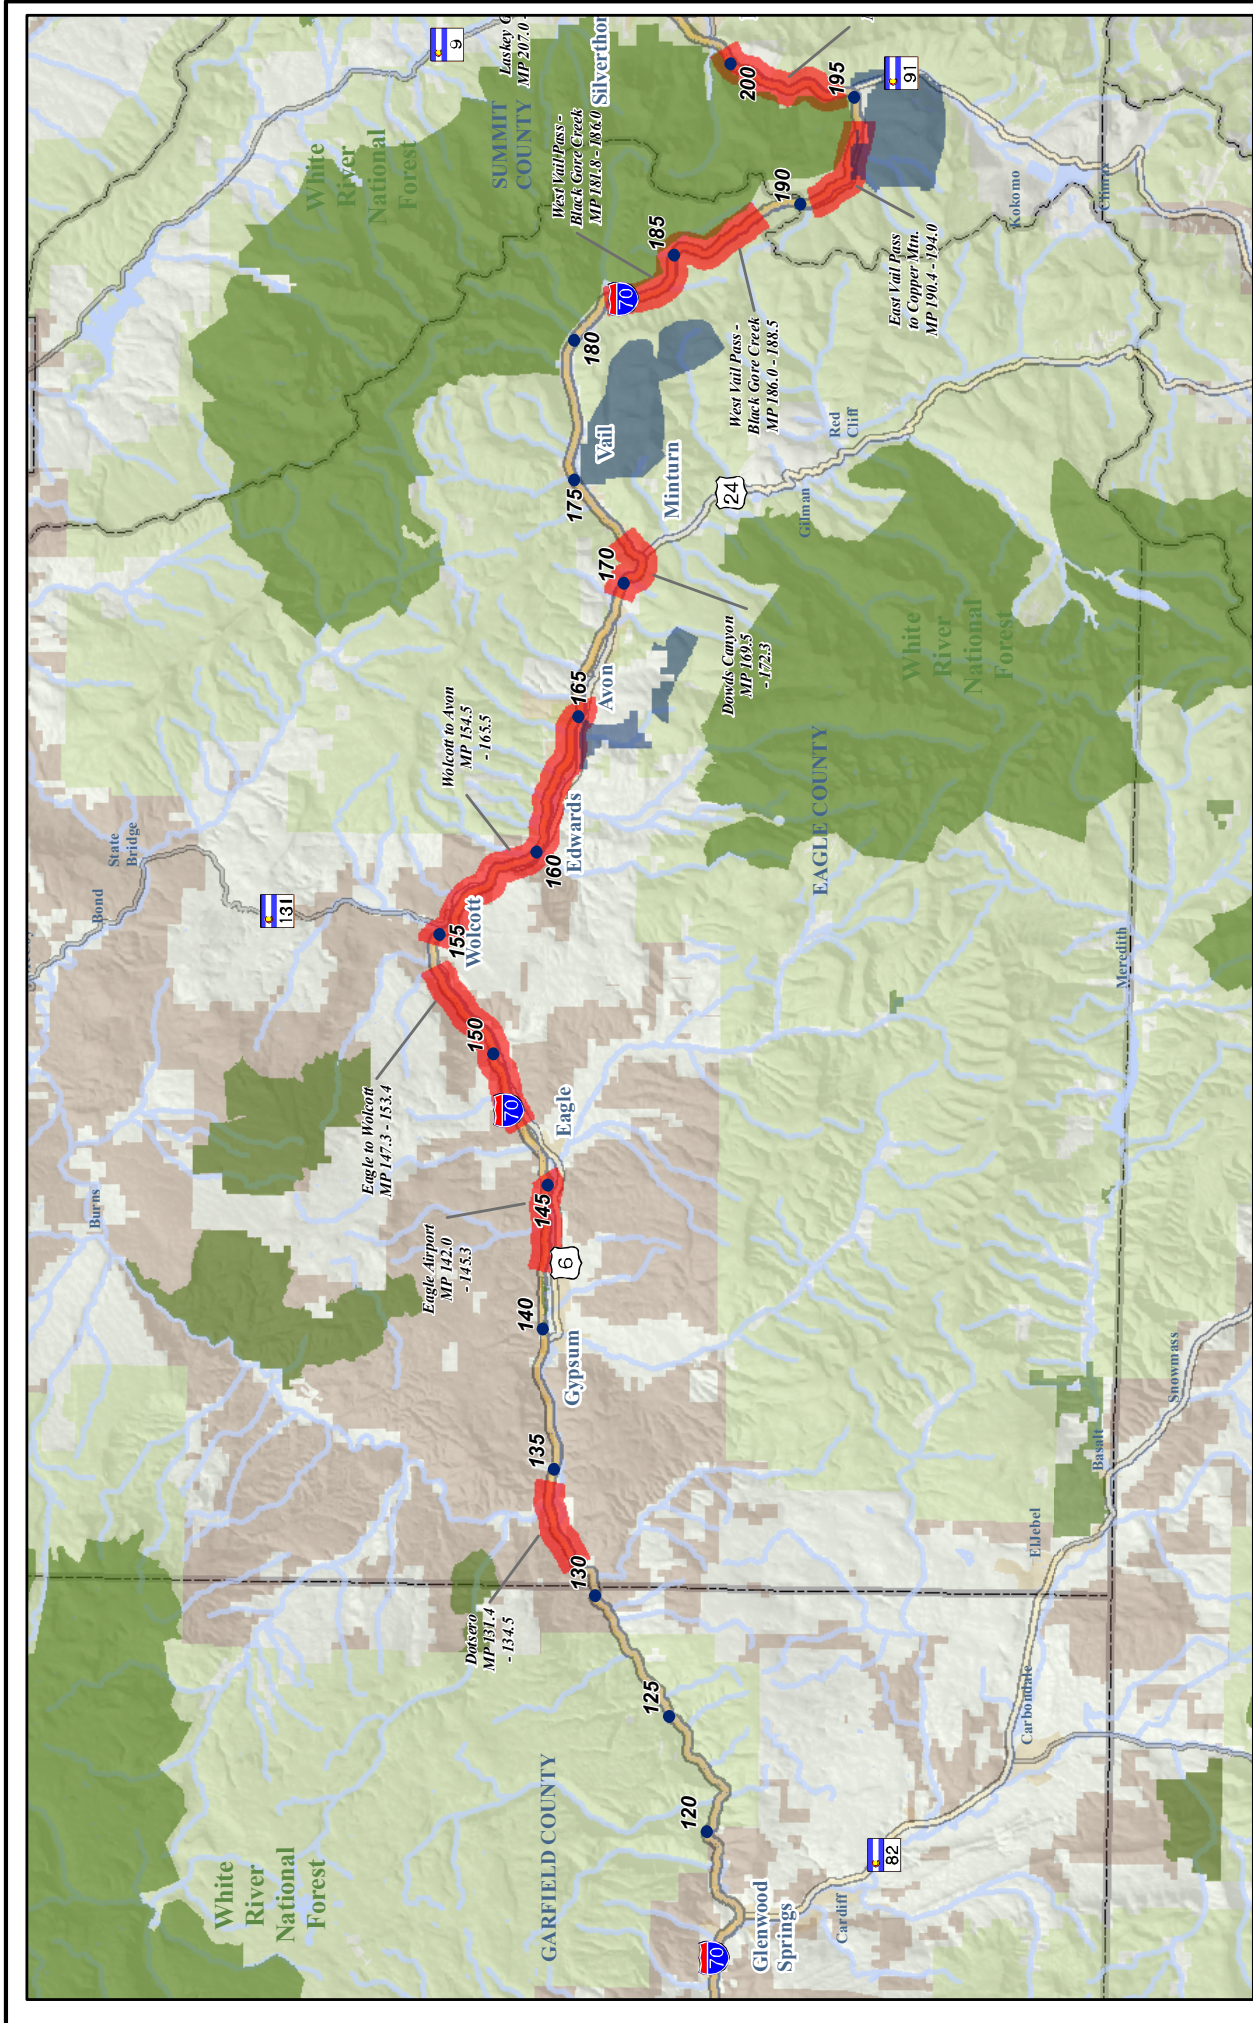 White
River
National
Forest
GARFIELD COUNTY
70
Glenwood
Springs
Cardiff
82
120
125
Carbondale
Dotsero
MP 131.4
- 134.5
130
135
El Jebel
Basalt
Snowmass
Gypsum
140
6
Burns
Eagle Airport
MP 142.0
- 145.3
145
Eagle
70
Eagle to Wolcott
MP 147.3 - 153.4
150
Meredith
155
Wolcott
131
Bond
State
Bridge
Wolcott to Avon
MP 154.5
- 165.5
160
Edwards
EAGLE COUNTY
165
Avon
Dowds Canyon
MP 169.5
- 172.3
170
White
River
National
Forest
Minturn
24
Gilman
Red
Cliff
175
Vail
180
70
West Vail Pass -
Black Gore Creek
MP 186.0 - 188.5
185
West Vail Pass -
Black Gore Creek
MP 181.8 - 186.0
White
River
National
Forest
SUMMIT
COUNTY
190
East Vail Pass
to Copper Mtn.
MP 190.4 - 194.0
Kokomo
Climax
195
91
200
Silverthor
Laskey G
MP 207.0 -
9